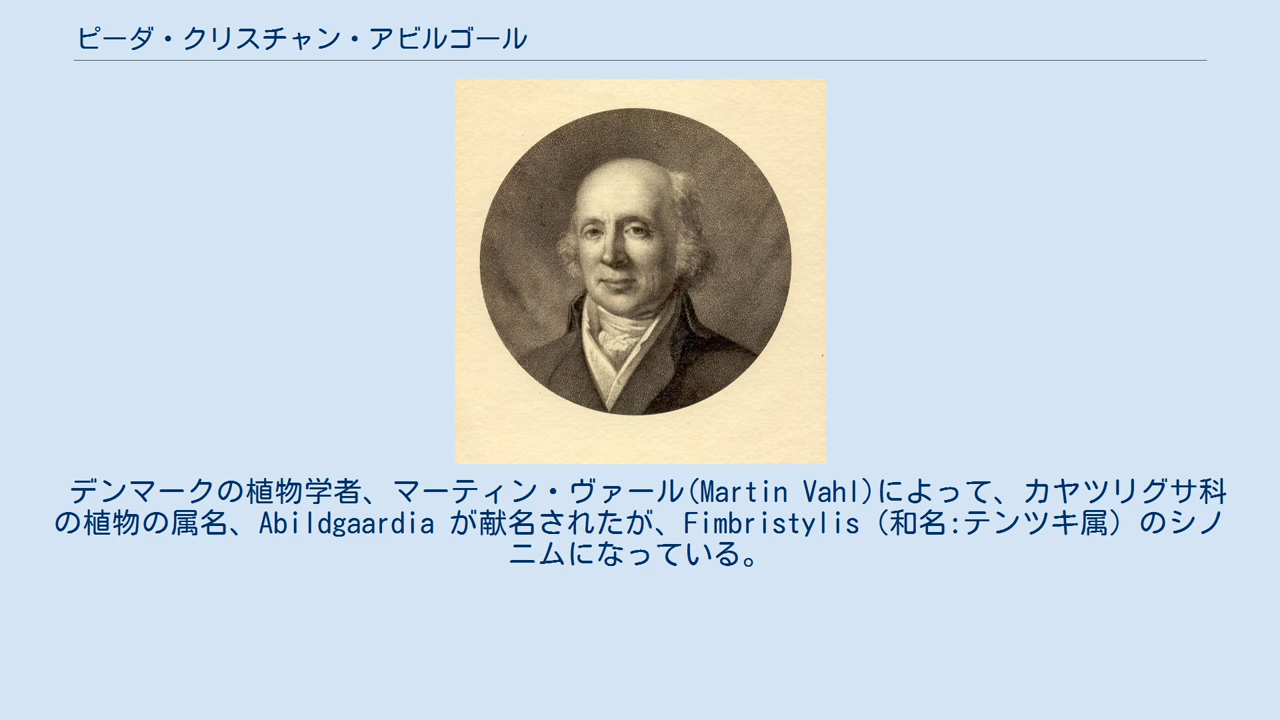 ピーダ・クリスチャン・アビルゴール
デンマークの植物学者、マーティン・ヴァール(Martin Vahl)によって、カヤツリグサ科
の植物の属名、Abildgaardia が献名されたが、Fimbristylis（和名:テンツキ属）のシノ
ニムになっている。